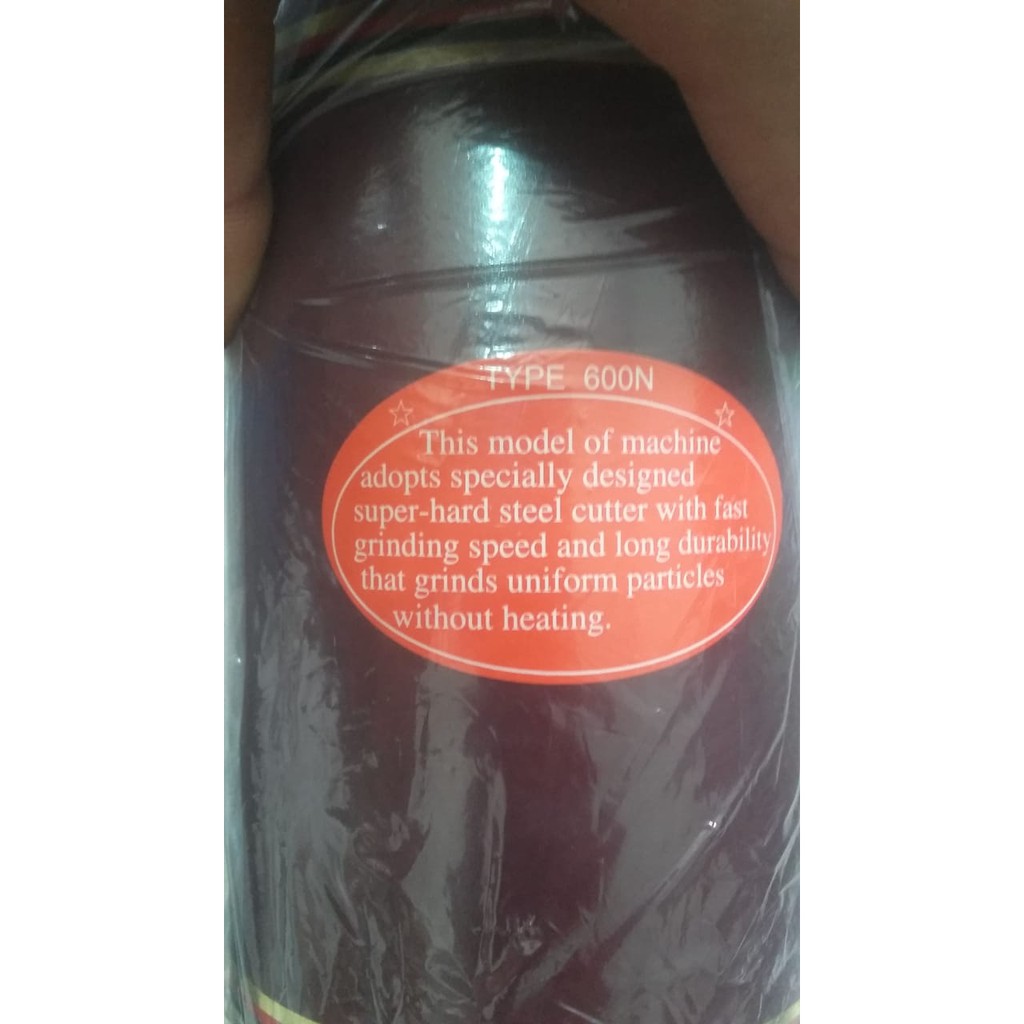 TYPE 600N
This model of machine
adopts specially designed
super-hard steel cutter with fast
grinding speed and long durability
that grinds uniform particles
without heating.